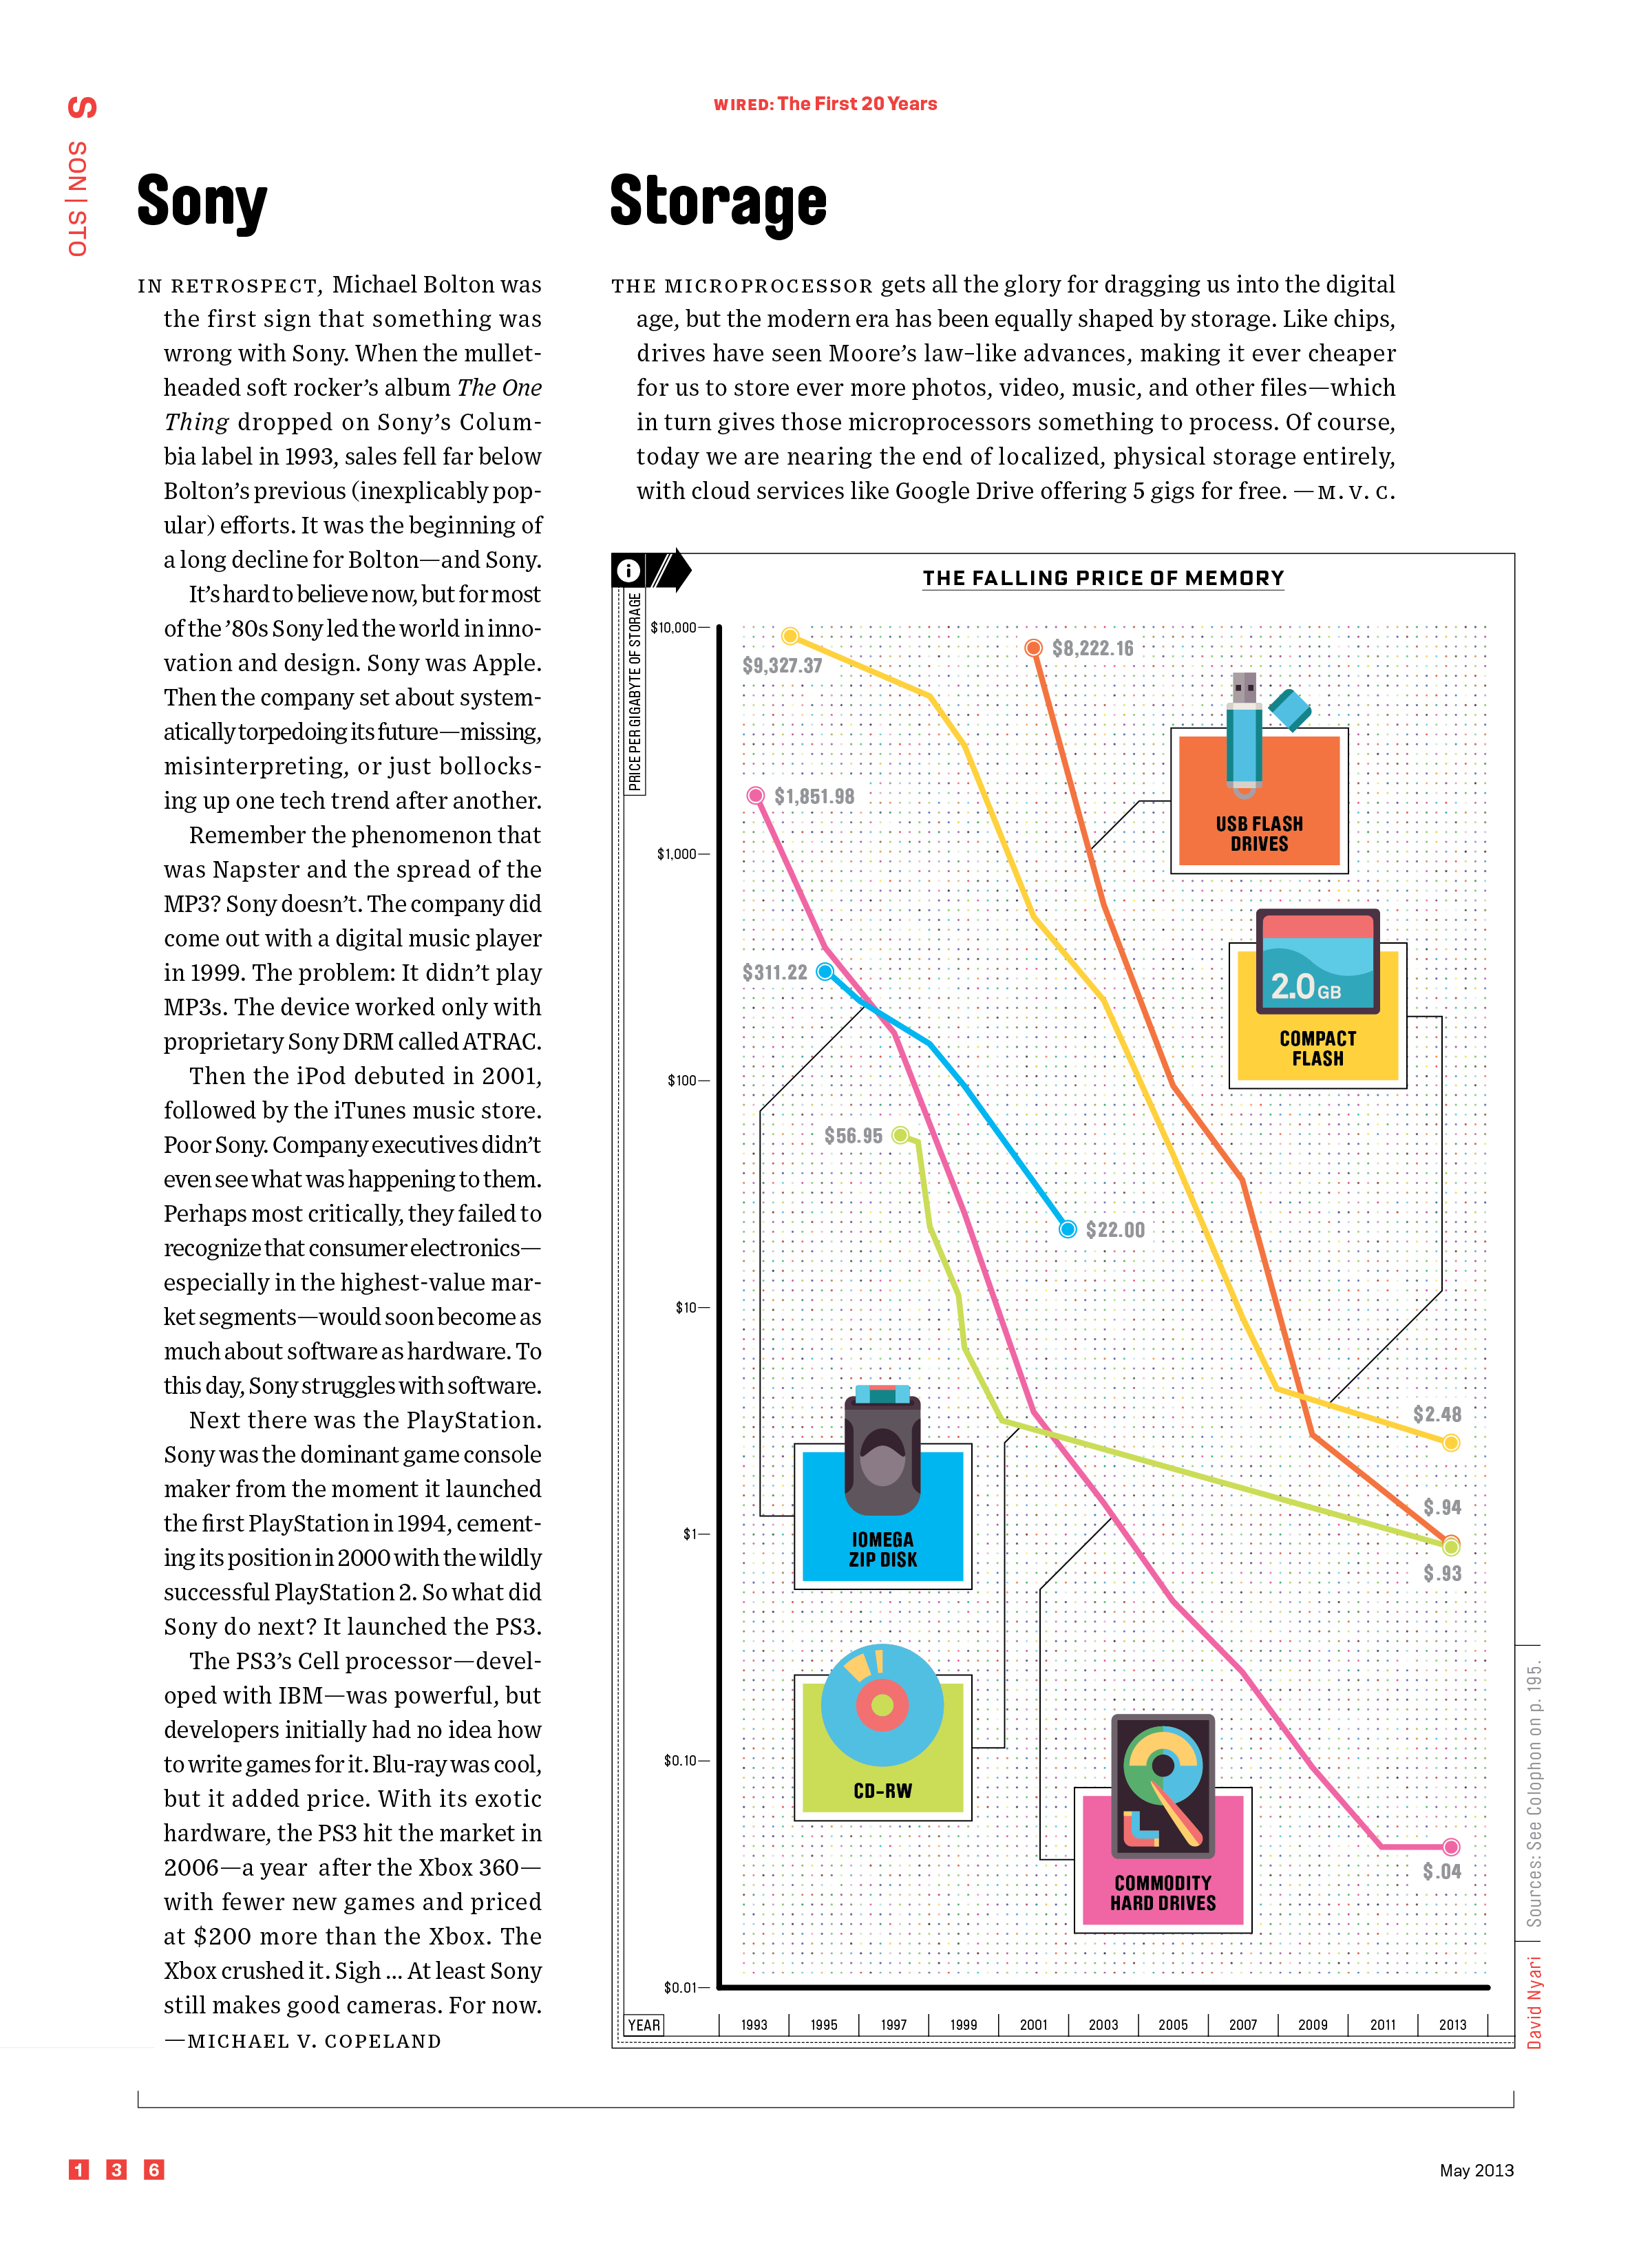 WIRED: The First 20 Years
S SON | STO
Sony
IN RETROSPECT, Michael Bolton was
the first sign that something was
wrong with Sony. When the mullet-
headed soft rocker's album The One
Thing dropped on Sony's Colum-
bia label in 1993, sales fell far below
Bolton's previous (inexplicably pop-
ular) efforts. It was the beginning of
a long decline for Bolton—and Sony.
It's hard to believe now, but for most
of the '80s Sony led the world in inno-
vation and design. Sony was Apple.
Then the company set about system-
atically torpedoing its future—missing,
misinterpreting, or just bollocks-
ing up one tech trend after another.
Remember the phenomenon that
was Napster and the spread of the
MP3? Sony doesn't. The company did
come out with a digital music player
in 1999. The problem: It didn't play
MP3s. The device worked only with
proprietary Sony DRM called ATRAC.
Then the iPod debuted in 2001,
followed by the iTunes music store.
Poor Sony. Company executives didn't
even see what was happening to them.
Perhaps most critically, they failed to
recognize that consumer electronics—
especially in the highest-value mar-
ket segments—would soon become as
much about software as hardware. To
this day, Sony struggles with software.
Next there was the PlayStation.
Sony was the dominant game console
maker from the moment it launched
the first PlayStation in 1994, cement-
ing its position in 2000 with the wildly
successful PlayStation 2. So what did
Sony do next? It launched the PS3.
The PS3's Cell processor—devel-
oped with IBM—was powerful, but
developers initially had no idea how
to write games for it. Blu-ray was cool,
but it added price. With its exotic
hardware, the PS3 hit the market in
2006—a year after the Xbox 360—
with fewer new games and priced
at $200 more than the Xbox. The
Xbox crushed it. Sigh ... At least Sony
still makes good cameras. For now.
—MICHAEL V. COPELAND
Storage
THE MICROPROCESSOR gets all the glory for dragging us into the digital
age, but the modern era has been equally shaped by storage. Like chips,
drives have seen Moore's law–like advances, making it ever cheaper
for us to store ever more photos, video, music, and other files—which
in turn gives those microprocessors something to process. Of course,
today we are nearing the end of localized, physical storage entirely,
with cloud services like Google Drive offering 5 gigs for free. —M. V. C.
i
THE FALLING PRICE OF MEMORY
PRICE PER GIGABYTE OF STORAGE
$10,000
$1,000
$100
$10
$1
$0.10
$0.01
$9,327.37
$8,222.16
$1,851.98
$311.22
$56.95
$22.00
$2.48
$.94
$.93
$.04
USB FLASH
DRIVES
2.0 GB
COMPACT
FLASH
IOMEGA
ZIP DISK
CD-RW
COMMODITY
HARD DRIVES
YEAR 1993 1995 1997 1999 2001 2003 2005 2007 2009 2011 2013
David Nyari
Sources: See Colophon on p. 195.
1 3 6
May 2013